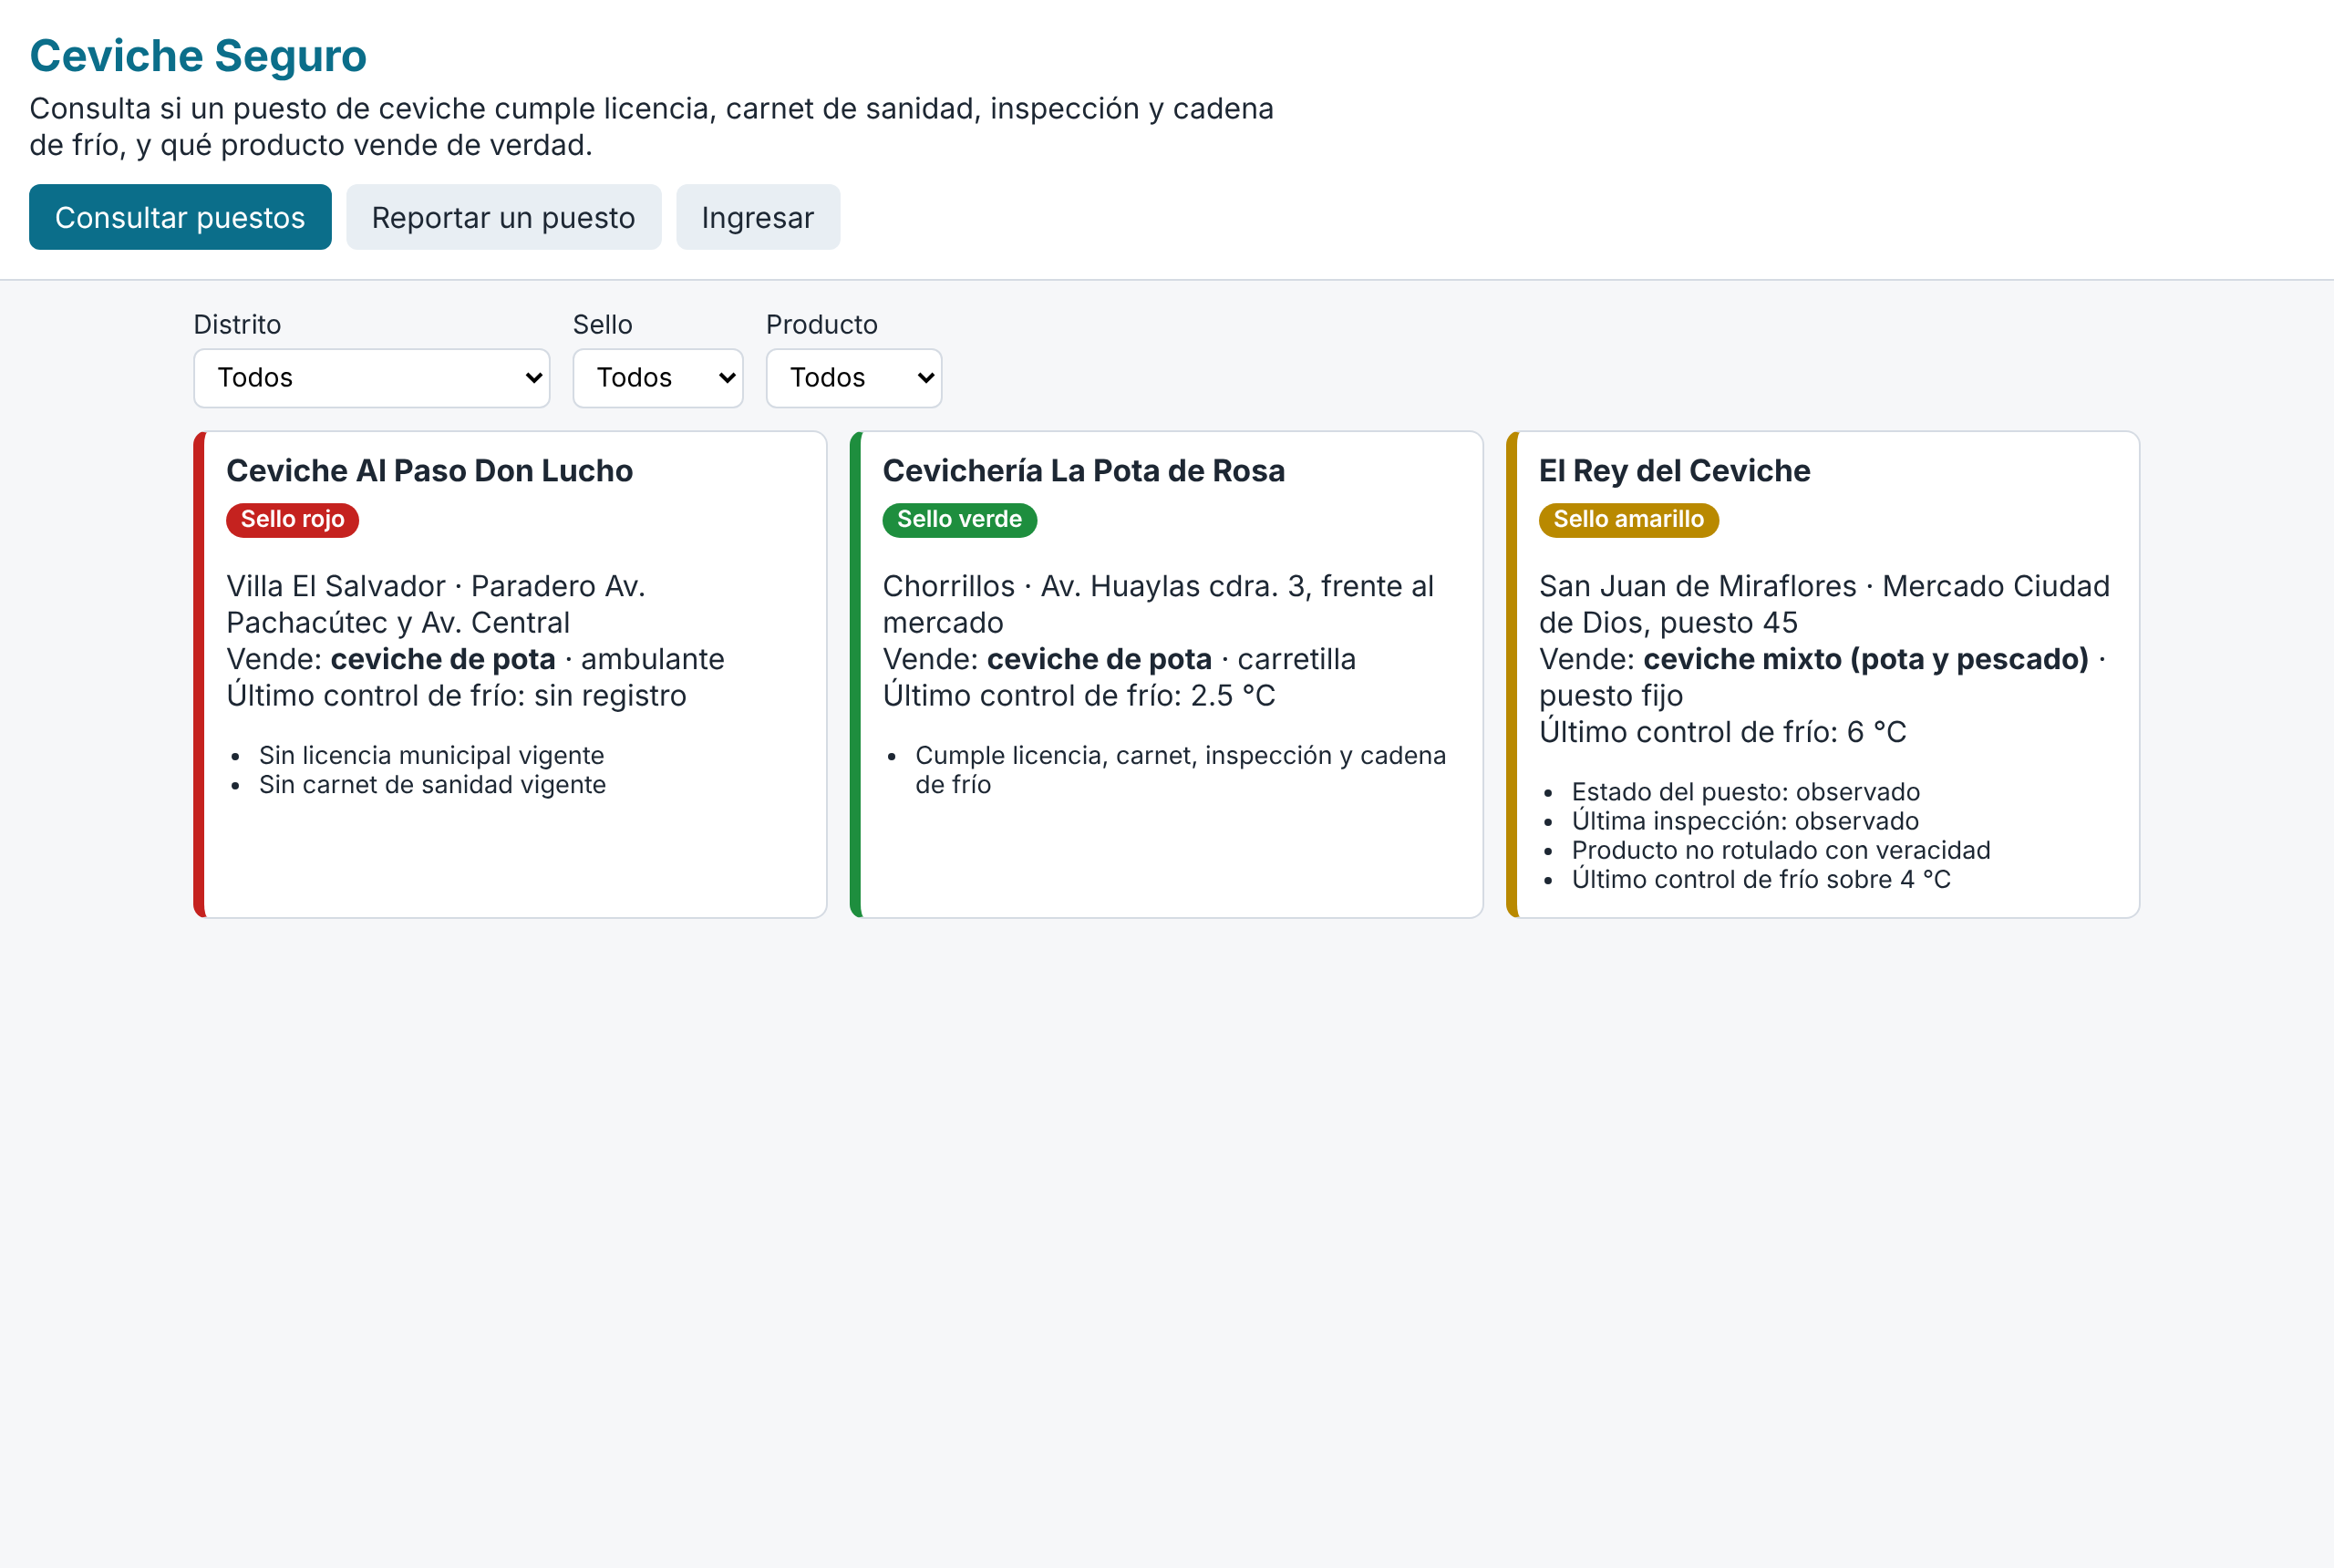 Ceviche Seguro
Consulta si un puesto de ceviche cumple licencia, carnet de sanidad, inspección y cadena
de frío, y qué producto vende de verdad.
Consultar puestos
Reportar un puesto
Ingresar
Distrito
Todos
Sello
Todos
Producto
Todos
Ceviche Al Paso Don Lucho
Sello rojo
Villa El Salvador · Paradero Av.
Pachacútec y Av. Central
Vende: ceviche de pota · ambulante
Último control de frío: sin registro
• Sin licencia municipal vigente
• Sin carnet de sanidad vigente
Cevichería La Pota de Rosa
Sello verde
Chorrillos · Av. Huaylas cdra. 3, frente al
mercado
Vende: ceviche de pota · carretilla
Último control de frío: 2.5 °C
• Cumple licencia, carnet, inspección y cadena
de frío
El Rey del Ceviche
Sello amarillo
San Juan de Miraflores · Mercado Ciudad
de Dios, puesto 45
Vende: ceviche mixto (pota y pescado) ·
puesto fijo
Último control de frío: 6 °C
• Estado del puesto: observado
• Última inspección: observado
• Producto no rotulado con veracidad
• Último control de frío sobre 4 °C